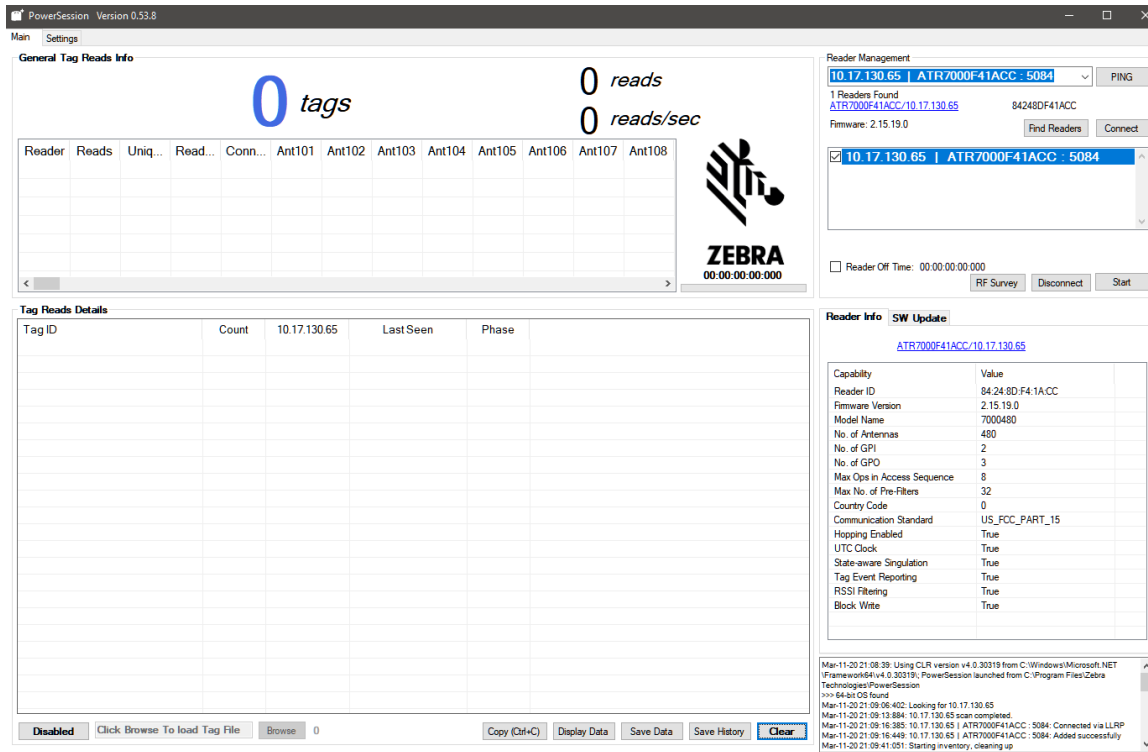 PowerSession Version 0.53.8
Main Settings
General Tag Reads Info
0 tags
0 reads
0 reads/sec
Reader Reads Uniq... Read... Conn... Ant101 Ant102 Ant103 Ant104 Ant105 Ant106 Ant107 Ant108
ZEBRA
00:00:00:00:000
Reader Management
10.17.130.65 | ATR7000F41ACC : 5084 PING
1 Readers Found
ATR7000F41ACC/10.17.130.65 84248DF41ACC
Firmware: 2.15.19.0 Find Readers Connect
10.17.130.65 | ATR7000F41ACC : 5084
Reader Off Time: 00:00:00:00:000
RF Survey Disconnect Start
Tag Reads Details
Tag ID Count 10.17.130.65 Last Seen Phase
Disabled Click Browse To load Tag File Browse 0 Copy (Ctrl+C) Display Data Save Data Save History Clear
Reader Info SW Update
ATR7000F41ACC/10.17.130.65
Capability Value
Reader ID 84:24:8D:F4:1A:CC
Firmware Version 2.15.19.0
Model Name 7000480
No. of Antennas 480
No. of GPI 2
No. of GPO 3
Max Ops in Access Sequence 8
Max No. of Pre-Filters 32
Country Code 0
Communication Standard US_FCC_PART_15
Hopping Enabled True
UTC Clock True
State-aware Singulation True
Tag Event Reporting True
RSSI Filtering True
Block Write True
Mar-11-20 21:08:39: Using CLR version v4.0.30319 from C:\Windows\Microsoft.NET
\Framework64\v4.0.30319\; PowerSession launched from C:\Program Files\Zebra
Technologies\PowerSession
>>> 64-bit OS found
Mar-11-20 21:09:06:402: Looking for 10.17.130.65
Mar-11-20 21:09:13:884: 10.17.130.65 scan completed.
Mar-11-20 21:09:16:385: 10.17.130.65 | ATR7000F41ACC : 5084: Connected via LLRP
Mar-11-20 21:09:16:449: 10.17.130.65 | ATR7000F41ACC : 5084: Added successfully
Mar-11-20 21:09:41:051: Starting inventory, cleaning up